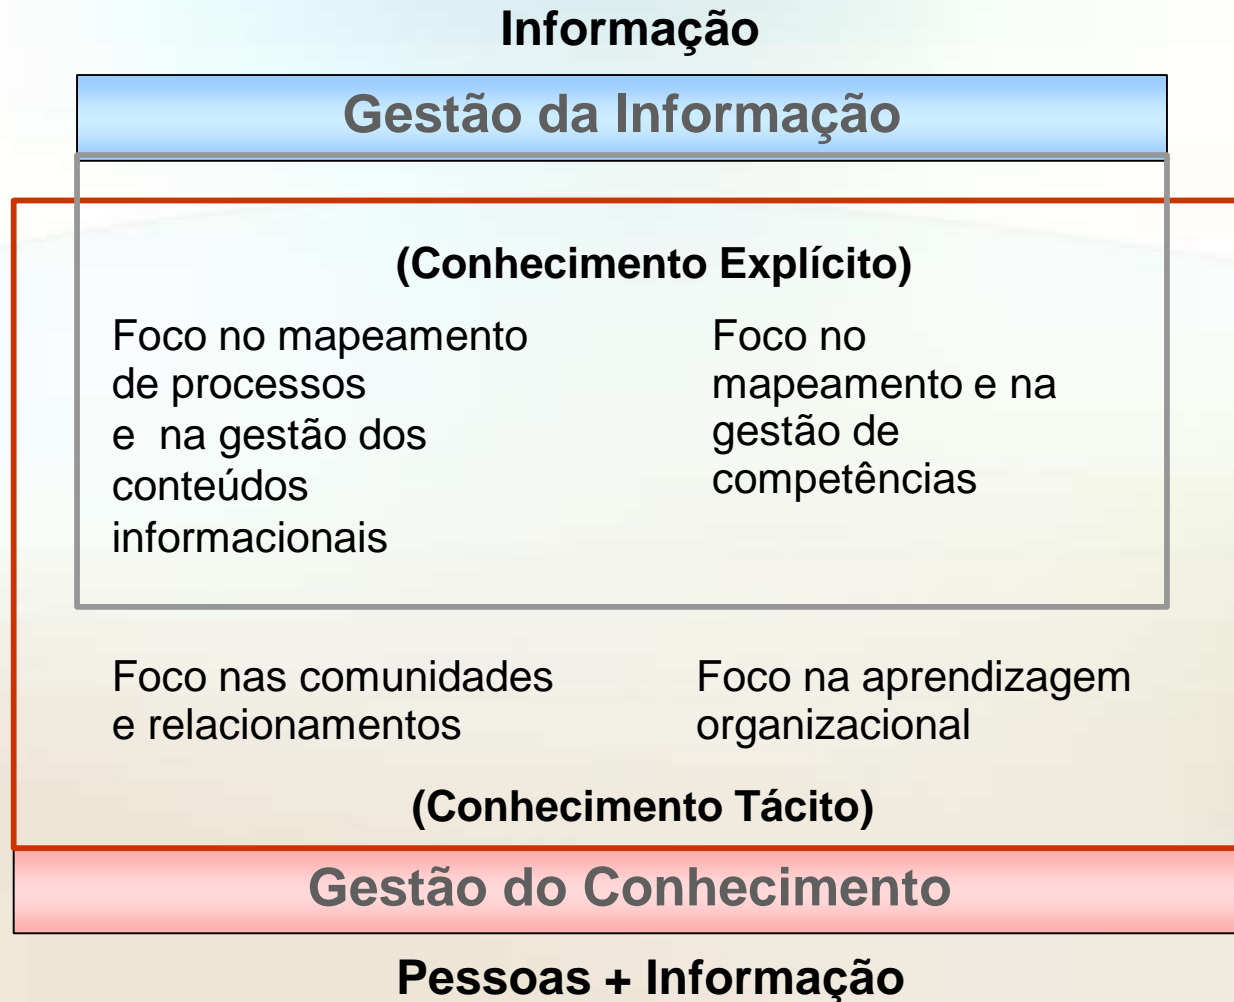 Informação
Gestão da Informação
(Conhecimento Explícito)
Foco no mapeamento
de processos
e  na gestão dos
conteúdos
informacionais
Foco no
mapeamento e na
gestão de
competências
Foco nas comunidades
e relacionamentos
Foco na aprendizagem
organizacional
(Conhecimento Tácito)
Gestão do Conhecimento
Pessoas + Informação